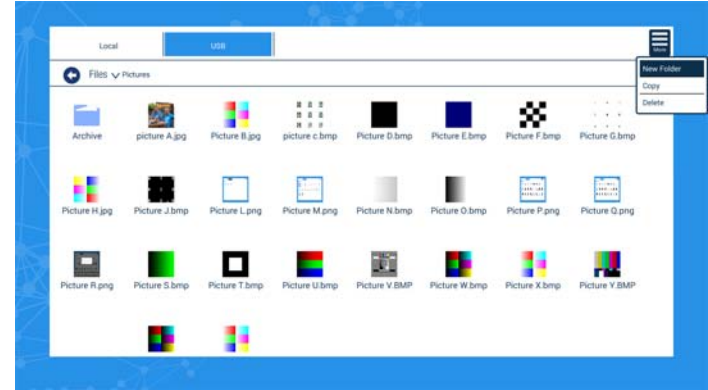 Local USB More
New Folder
Files Pictures
Copy
Delete
Archive picture A.jpg Picture B.jpg picture c.bmp Picture D.bmp Picture E.bmp Picture F.bmp Picture G.bmp
Picture H.jpg Picture J.bmp Picture L.png Picture M.png Picture N.bmp Picture O.bmp Picture P.png Picture Q.png
Picture R.png Picture S.bmp Picture T.bmp Picture U.bmp Picture V.BMP Picture W.bmp Picture X.bmp Picture Y.BMP